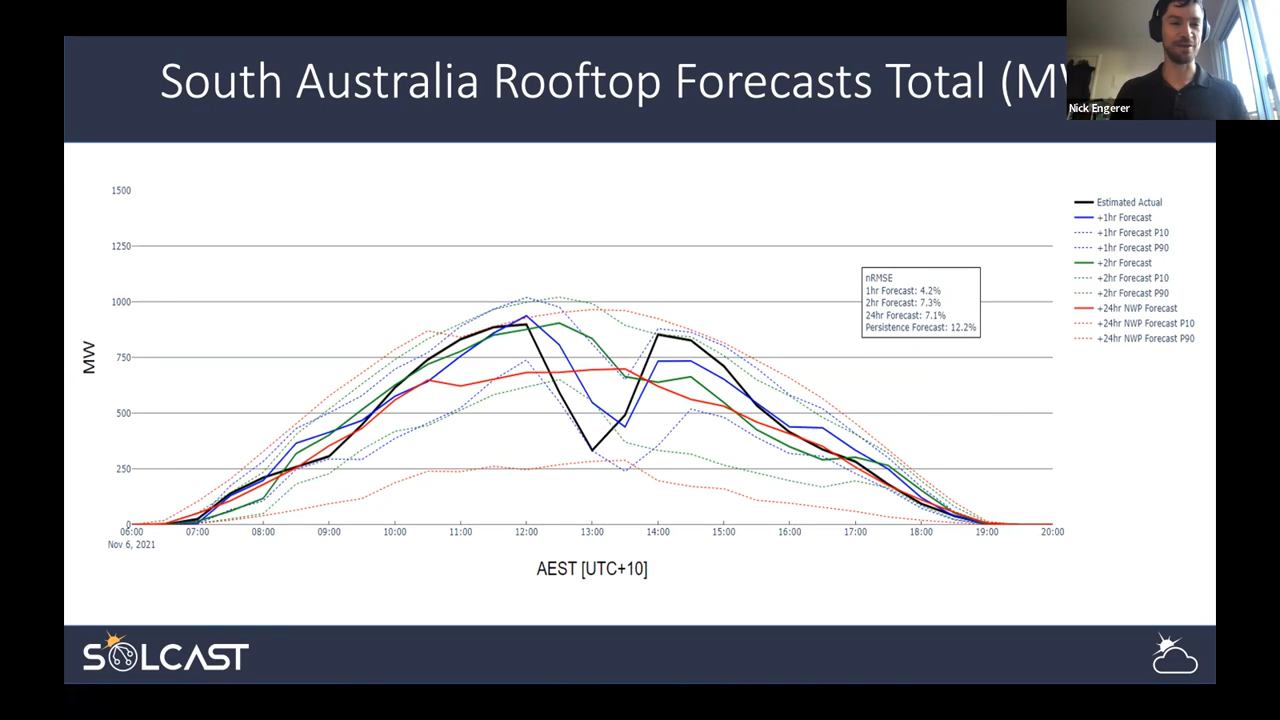 South Australia Rooftop Forecasts Total (MW
Nick Engerer
1500
1250
1000
750
500
250
0
MW
06:00 07:00 08:00 09:00 10:00 11:00 12:00 13:00 14:00 15:00 16:00 17:00 18:00 19:00 20:00
Nov 6, 2021
AEST [UTC+10]
Estimated Actual
+1hr Forecast
+1hr Forecast P10
+1hr Forecast P90
+2hr Forecast
+2hr Forecast P10
+2hr Forecast P90
+24hr NWP Forecast
+24hr NWP Forecast P10
+24hr NWP Forecast P90
nRMSE
1hr Forecast: 4.2%
2hr Forecast: 7.3%
24hr Forecast: 7.1%
Persistence Forecast: 12.2%
SOLCAST